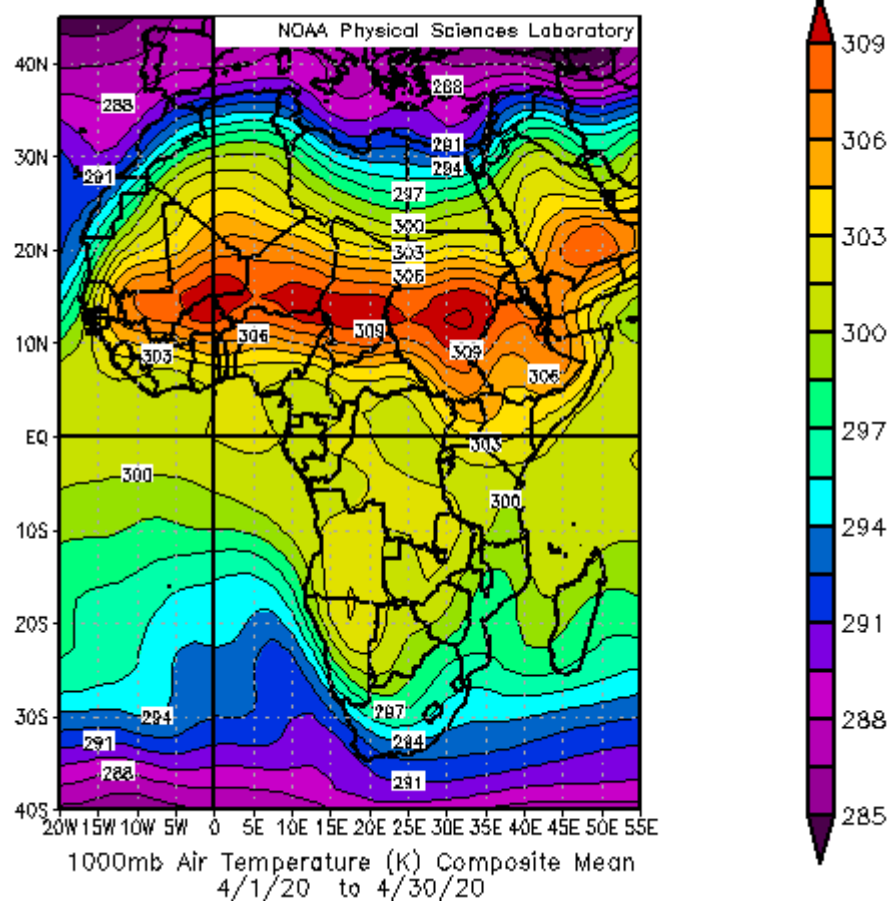 NOAA Physical Sciences Laboratory
40N
30N
20N
10N
EQ
10S
20S
30S
40S
20W 15W 10W 5W 0 5E 10E 15E 20E 25E 30E 35E 40E 45E 50E 55E
288
288
291
291
294
297
300
303
306
303
306
309
309
306
303
300
300
297
294
294
291
291
288
309
306
303
300
297
294
291
288
285
1000mb Air Temperature (K) Composite Mean
4/1/20 to 4/30/20